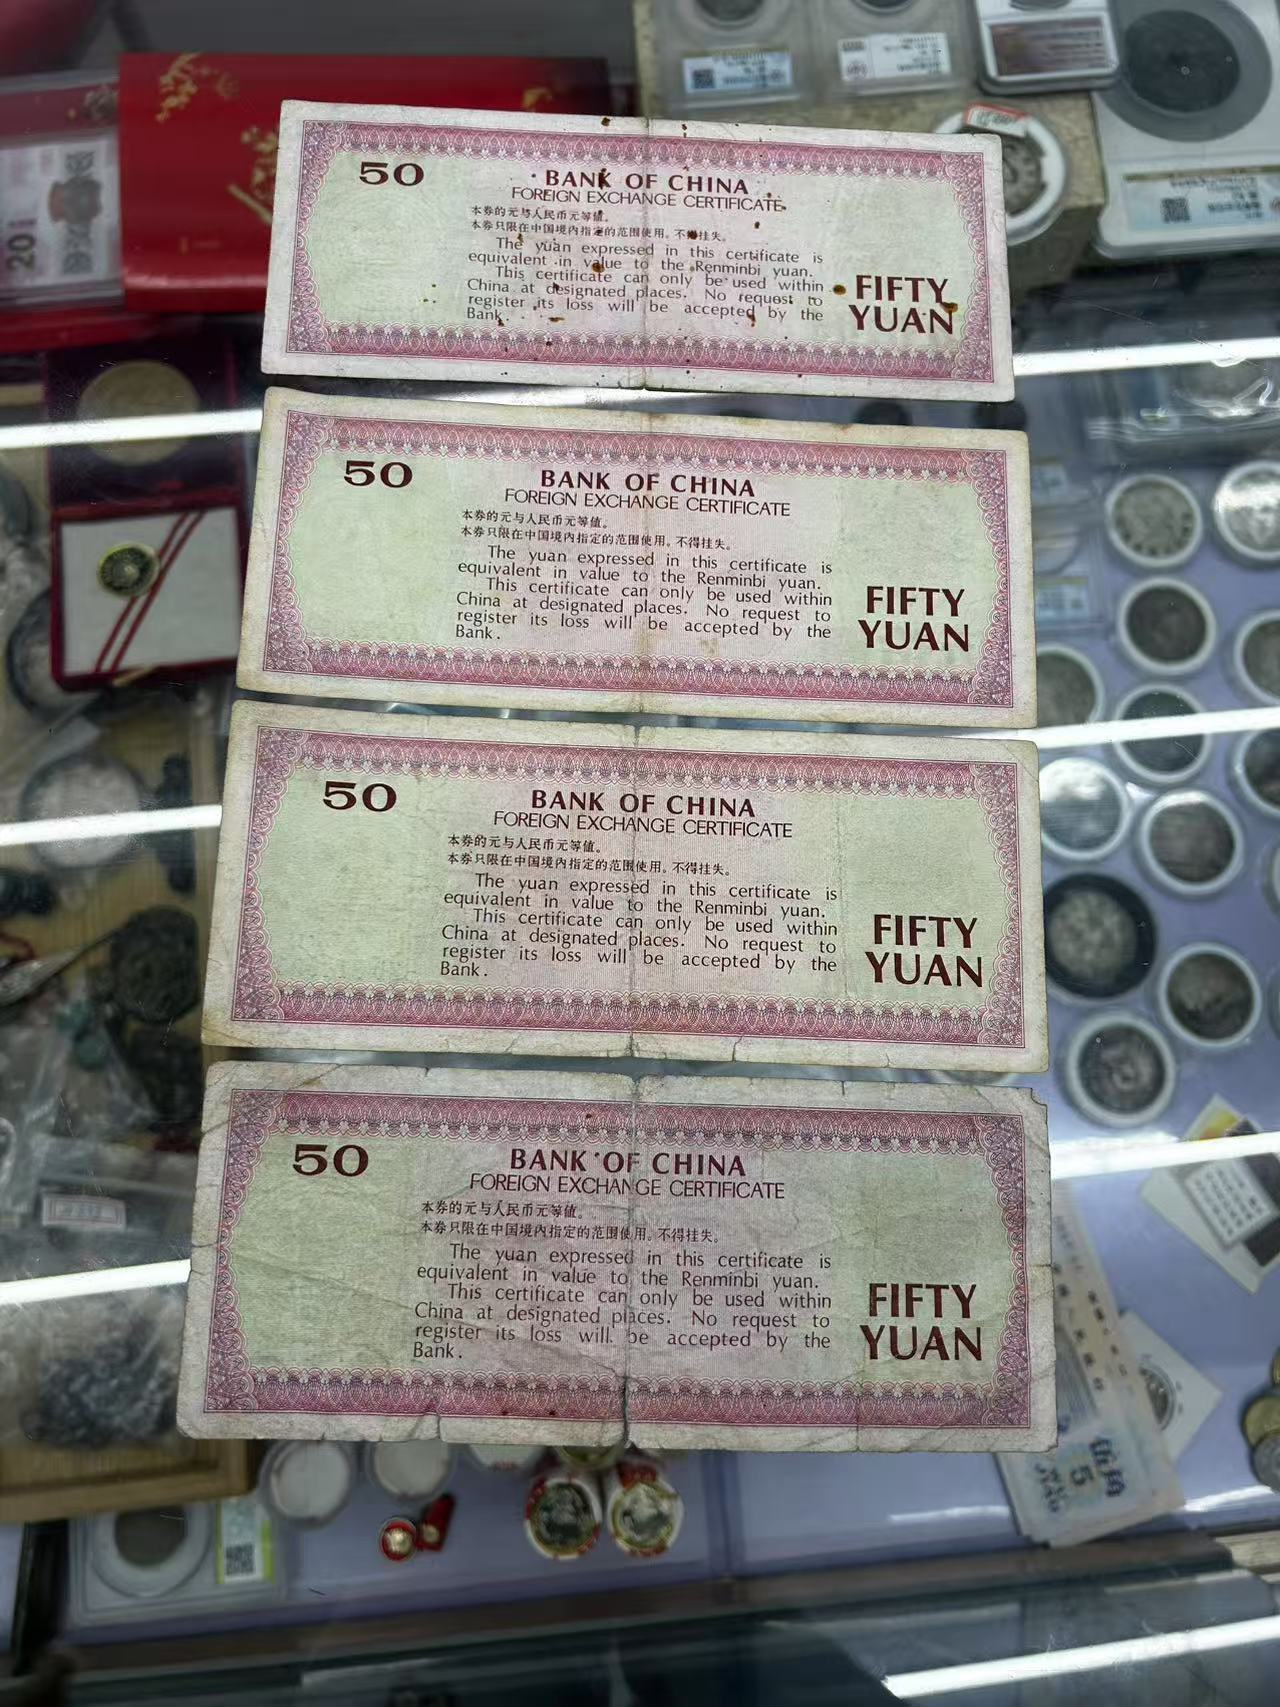 50
BANK OF CHINA
FOREIGN EXCHANGE CERTIFICATE
本券的元与人民币元等值。
本券只限在中国境内指定的范围使用。不得挂失。
The yuan expressed in this certificate is
equivalent in value to the Renminbi yuan.
This certificate can only be used within
China at designated places. No request to
register its loss will be accepted by the
Bank.
FIFTY
YUAN
50
BANK OF CHINA
FOREIGN EXCHANGE CERTIFICATE
本券的元与人民币元等值。
本券只限在中国境内指定的范围使用。不得挂失。
The yuan expressed in this certificate is
equivalent in value to the Renminbi yuan.
This certificate can only be used within
China at designated places. No request to
register its loss will be accepted by the
Bank.
FIFTY
YUAN
50
BANK OF CHINA
FOREIGN EXCHANGE CERTIFICATE
本券的元与人民币元等值。
本券只限在中国境内指定的范围使用。不得挂失。
The yuan expressed in this certificate is
equivalent in value to the Renminbi yuan.
This certificate can only be used within
China at designated places. No request to
register its loss will be accepted by the
Bank.
FIFTY
YUAN
50
BANK OF CHINA
FOREIGN EXCHANGE CERTIFICATE
本券的元与人民币元等值。
本券只限在中国境内指定的范围使用。不得挂失。
The yuan expressed in this certificate is
equivalent in value to the Renminbi yuan.
This certificate can only be used within
China at designated places. No request to
register its loss will be accepted by the
Bank.
FIFTY
YUAN
20
伍角
5